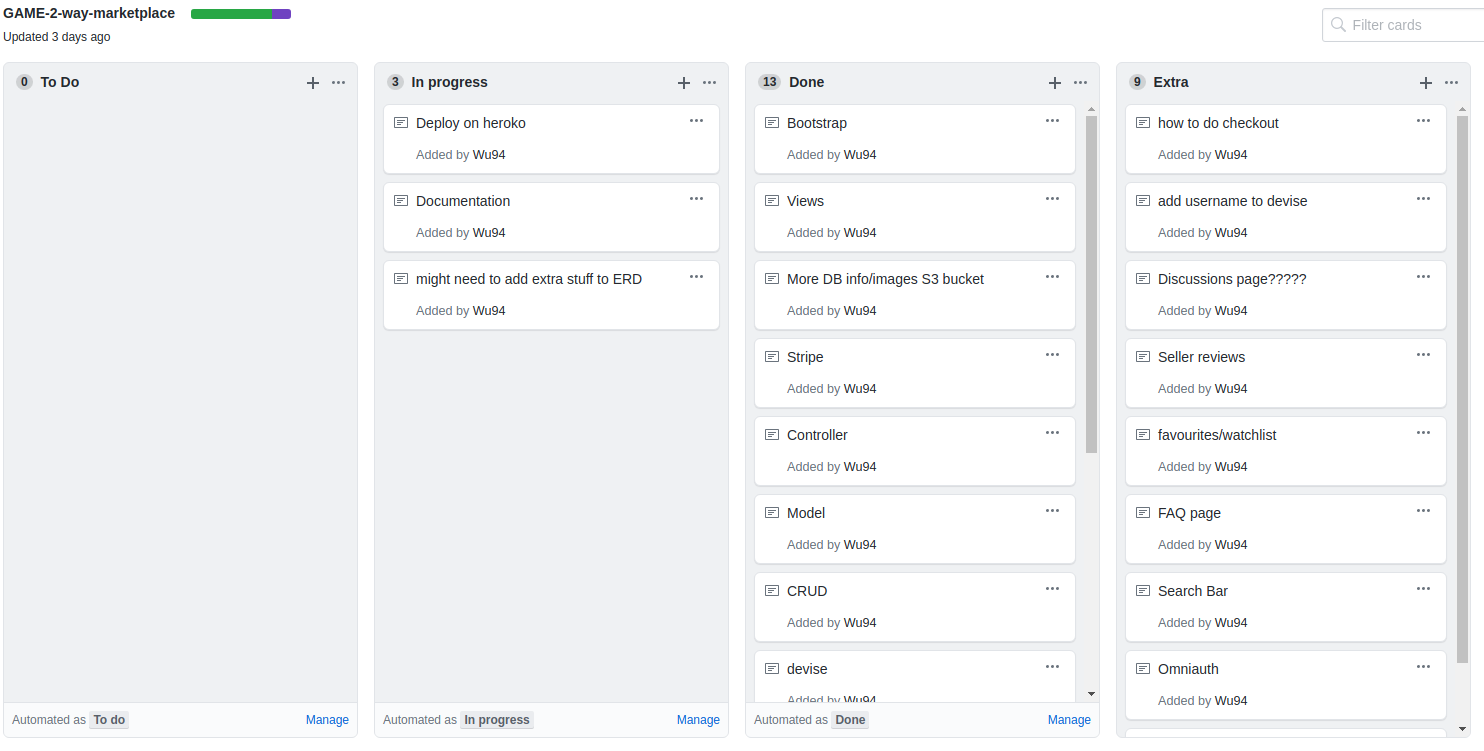 GAME-2-way-marketplace
Updated 3 days ago
Filter cards
0 To Do
Automated as To do
Manage
3 In progress
Deploy on heroko
Added by Wu94
Documentation
Added by Wu94
might need to add extra stuff to ERD
Added by Wu94
Automated as In progress
Manage
13 Done
Bootstrap
Added by Wu94
Views
Added by Wu94
More DB info/images S3 bucket
Added by Wu94
Stripe
Added by Wu94
Controller
Added by Wu94
Model
Added by Wu94
CRUD
Added by Wu94
devise
Added by Wu94
Automated as Done
Manage
9 Extra
how to do checkout
Added by Wu94
add username to devise
Added by Wu94
Discussions page?????
Added by Wu94
Seller reviews
Added by Wu94
favourites/watchlist
Added by Wu94
FAQ page
Added by Wu94
Search Bar
Added by Wu94
Omniauth
Added by Wu94